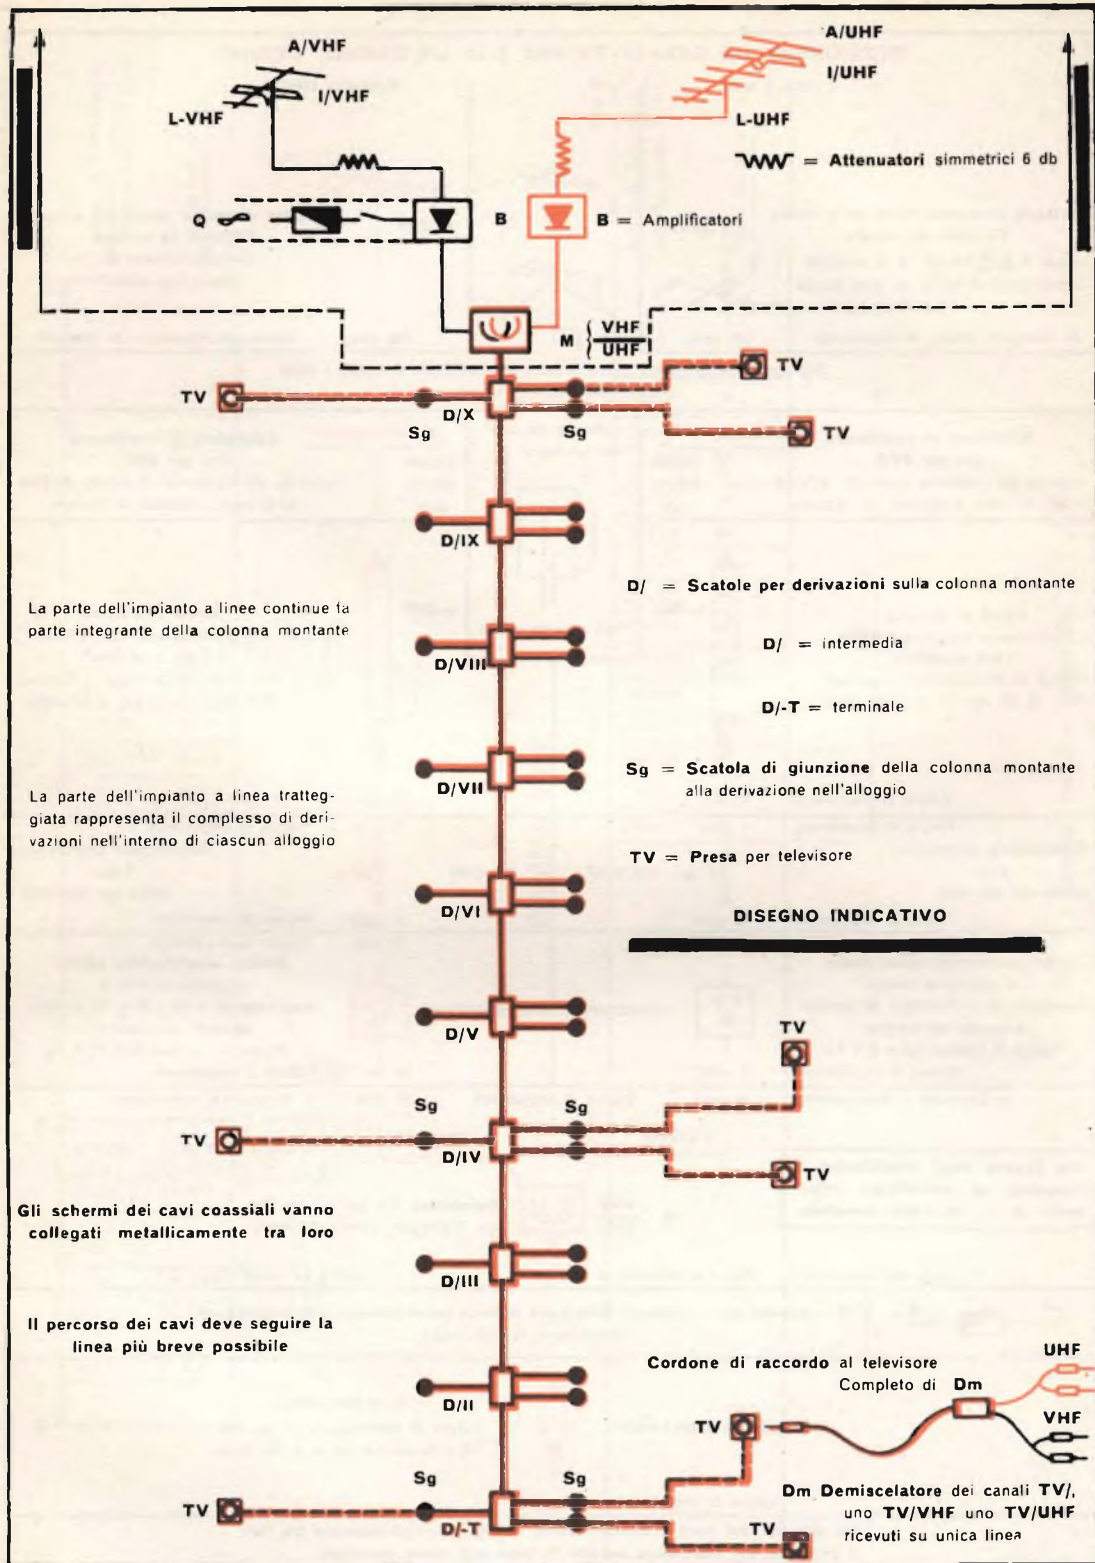 A/VHF
I/VHF
L-VHF
A/UHF
I/UHF
L-UHF
= Attenuatori simmetrici 6 db
Q
B
B = Amplificatori
M { VHF
UHF
TV
D/X
Sg
Sg
TV
TV
D/IX
D/ = Scatole per derivazioni sulla colonna montante
La parte dell'impianto a linee continue fa
parte integrante della colonna montante
D/VIII
D/ = intermedia
D/-T = terminale
D/VII
Sg = Scatola di giunzione della colonna montante
alla derivazione nell'alloggio
La parte dell'impianto a linea tratteg-
giata rappresenta il complesso di deri-
vazioni nell'interno di ciascun alloggio
TV = Presa per televisore
D/VI
DISEGNO INDICATIVO
D/V
TV
Sg
Sg
TV
D/IV
TV
Gli schermi dei cavi coassiali vanno
collegati metallicamente tra loro
D/III
Il percorso dei cavi deve seguire la
linea più breve possibile
Cordone di raccordo al televisore
Completo di Dm
UHF
VHF
D/II
TV
Sg
Sg
TV
D/-T
TV
Dm Demiscelatore dei canali TV/,
uno TV/VHF uno TV/UHF
ricevuti su unica linea